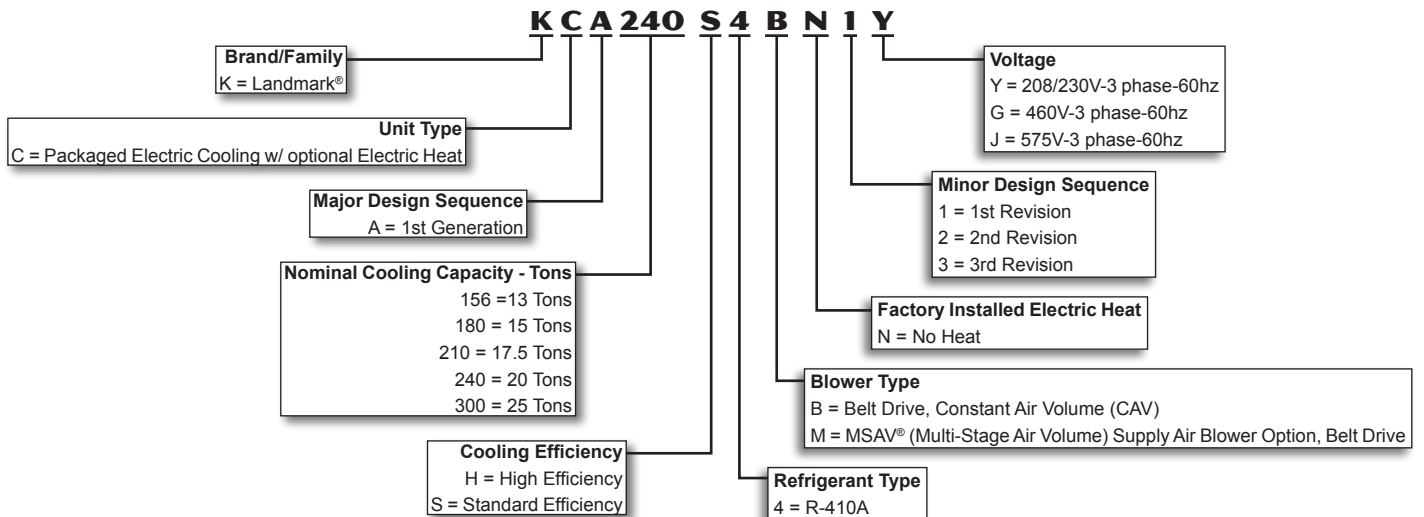 K C A 240 S 4 B N 1 Y
Brand/Family
K = Landmark®
Unit Type
C = Packaged Electric Cooling w/ optional Electric Heat
Major Design Sequence
A = 1st Generation
Nominal Cooling Capacity - Tons
156 =13 Tons
180 = 15 Tons
210 = 17.5 Tons
240 = 20 Tons
300 = 25 Tons
Cooling Efficiency
H = High Efficiency
S = Standard Efficiency
Voltage
Y = 208/230V-3 phase-60hz
G = 460V-3 phase-60hz
J = 575V-3 phase-60hz
Minor Design Sequence
1 = 1st Revision
2 = 2nd Revision
3 = 3rd Revision
Factory Installed Electric Heat
N = No Heat
Blower Type
B = Belt Drive, Constant Air Volume (CAV)
M = MSAV® (Multi-Stage Air Volume) Supply Air Blower Option, Belt Drive
Refrigerant Type
4 = R-410A